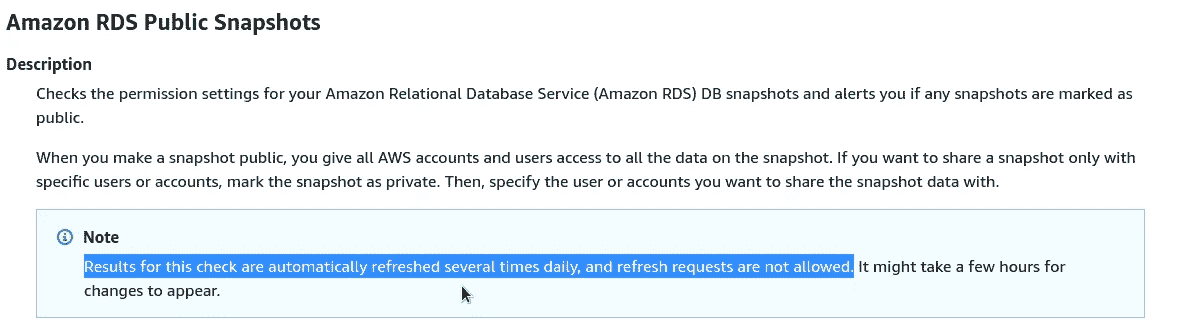 Amazon RDS Public Snapshots
Description
Checks the permission settings for your Amazon Relational Database Service (Amazon RDS) DB snapshots and alerts you if any snapshots are marked as
public.
When you make a snapshot public, you give all AWS accounts and users access to all the data on the snapshot. If you want to share a snapshot only with
specific users or accounts, mark the snapshot as private. Then, specify the user or accounts you want to share the snapshot data with.
Note
Results for this check are automatically refreshed several times daily, and refresh requests are not allowed. It might take a few hours for
changes to appear.